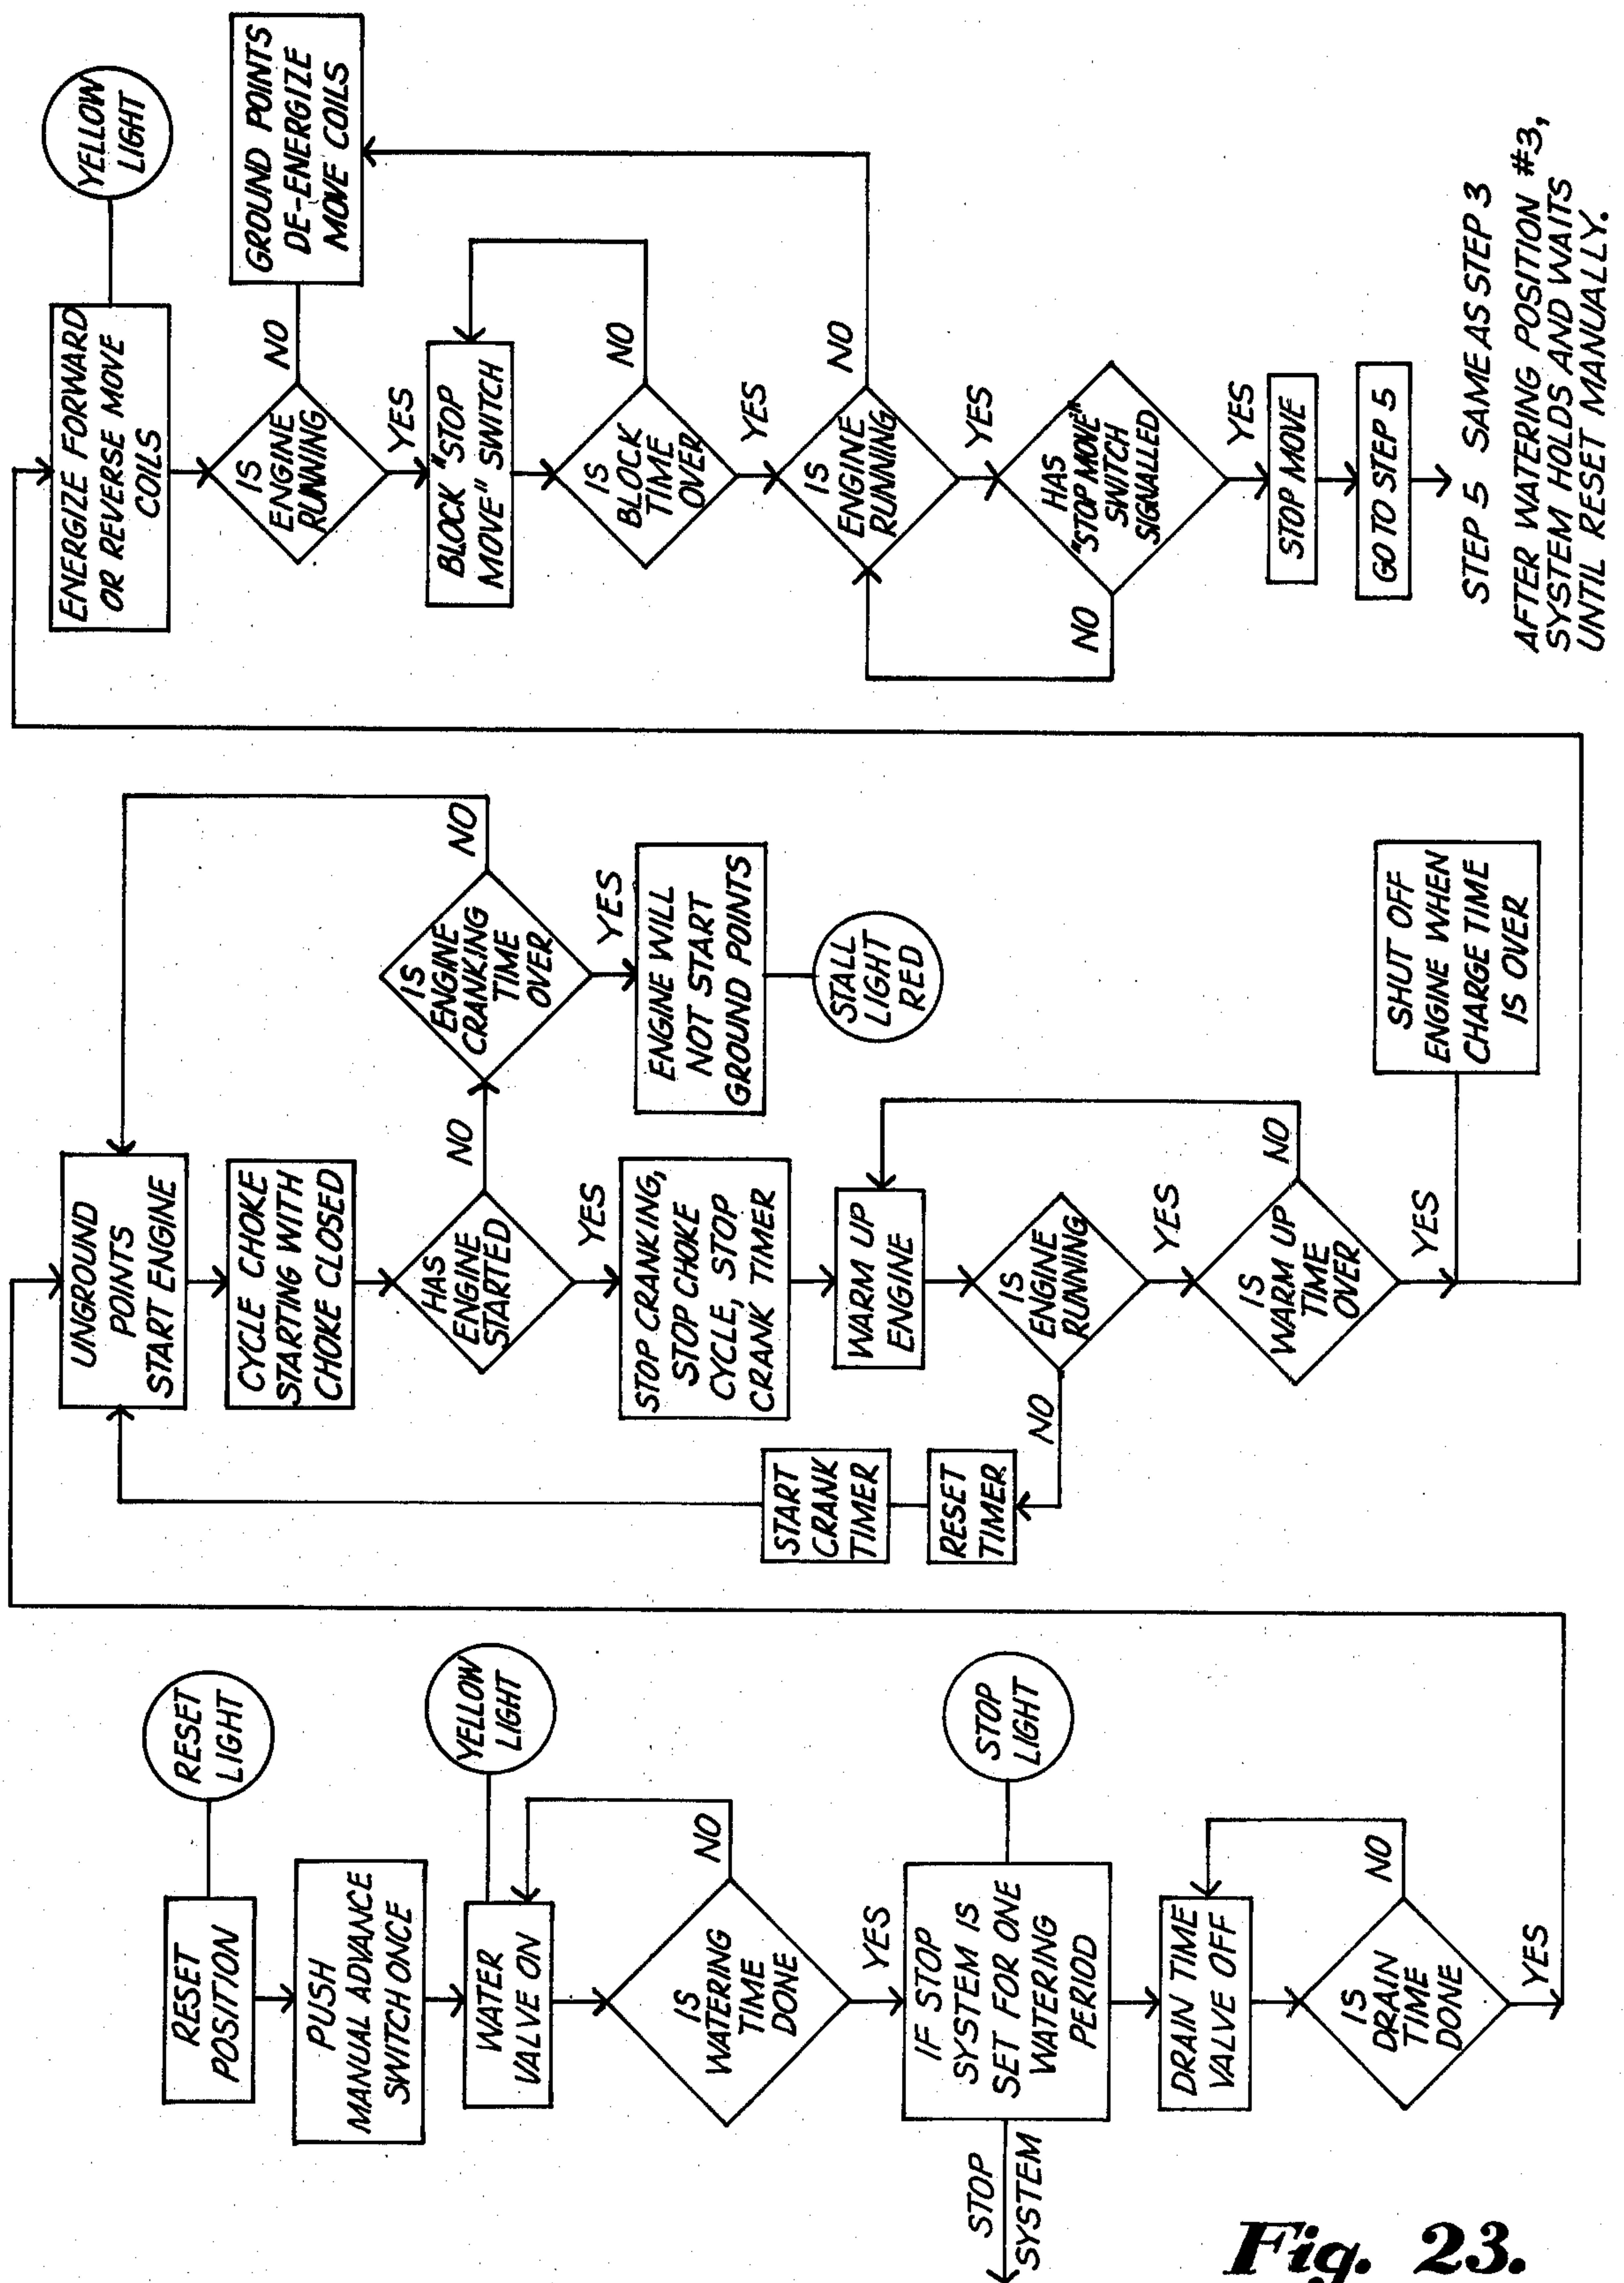 RESET
POSITION
RESET
LIGHT
PUSH
MANUAL ADVANCE
SWITCH ONCE
WATER
VALVE ON
YELLOW
LIGHT
IS
WATERING
TIME
DONE
NO
YES
IF STOP
SYSTEM IS
SET FOR ONE
WATERING
PERIOD
STOP
LIGHT
STOP
SYSTEM
DRAIN TIME
VALVE OFF
IS
DRAIN
TIME
DONE
NO
YES
UNGROUND
POINTS
START ENGINE
CYCLE CHOKE
STARTING WITH
CHOKE CLOSED
HAS
ENGINE
STARTED
NO
IS
ENGINE
CRANKING
TIME
OVER
NO
YES
ENGINE WILL
NOT START
GROUND POINTS
STALL
LIGHT
RED
YES
STOP CRANKING,
STOP CHOKE
CYCLE, STOP
CRANK TIMER
WARM UP
ENGINE
IS
ENGINE
RUNNING
NO
RESET
TIMER
START
CRANK
TIMER
YES
IS
WARM UP
TIME
OVER
NO
YES
SHUT OFF
ENGINE WHEN
CHARGE TIME
IS OVER
ENERGIZE FORWARD
OR REVERSE MOVE
COILS
YELLOW
LIGHT
IS
ENGINE
RUNNING
NO
GROUND POINTS
DE-ENERGIZE
MOVE COILS
YES
BLOCK "STOP
MOVE" SWITCH
IS
BLOCK
TIME
OVER
NO
YES
IS
ENGINE
RUNNING
NO
YES
HAS
"STOP MOVE"
SWITCH
SIGNALLED
NO
YES
STOP MOVE
GO TO STEP 5
STEP 5 SAME AS STEP 3
AFTER WATERING POSITION #3,
SYSTEM HOLDS AND WAITS
UNTIL RESET MANUALLY.
Fig. 23.